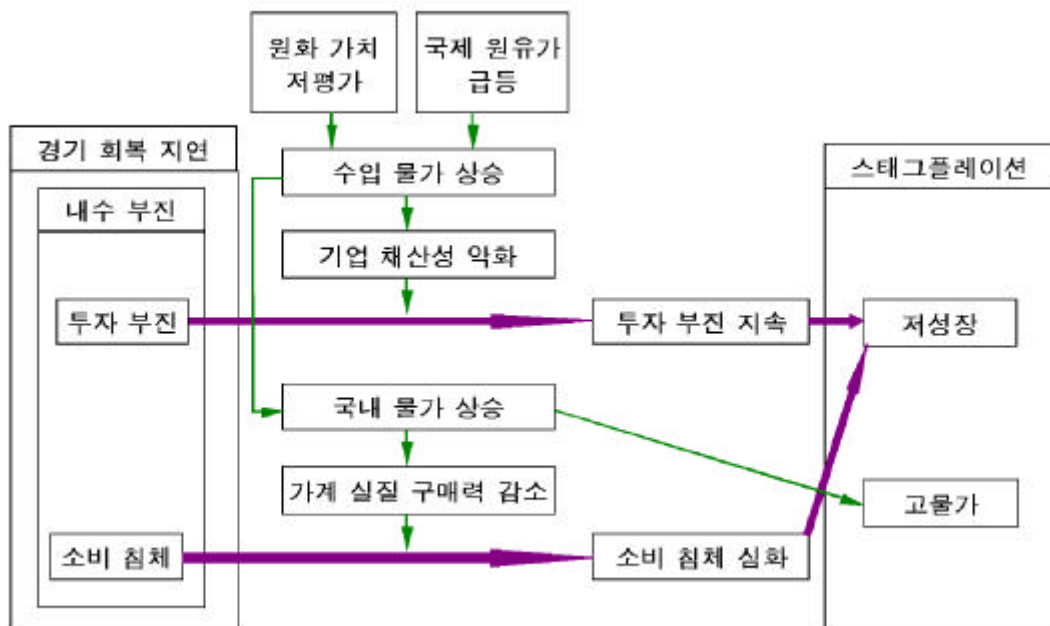 원화 가치
저평가
국제 원유가
급등
경기 회복 지연
수입 물가 상승
스태그플레이션
내수 부진
기업 채산성 악화
투자 부진
투자 부진 지속
저성장
국내 물가 상승
가계 실질 구매력 감소
고물가
소비 침체
소비 침체 심화